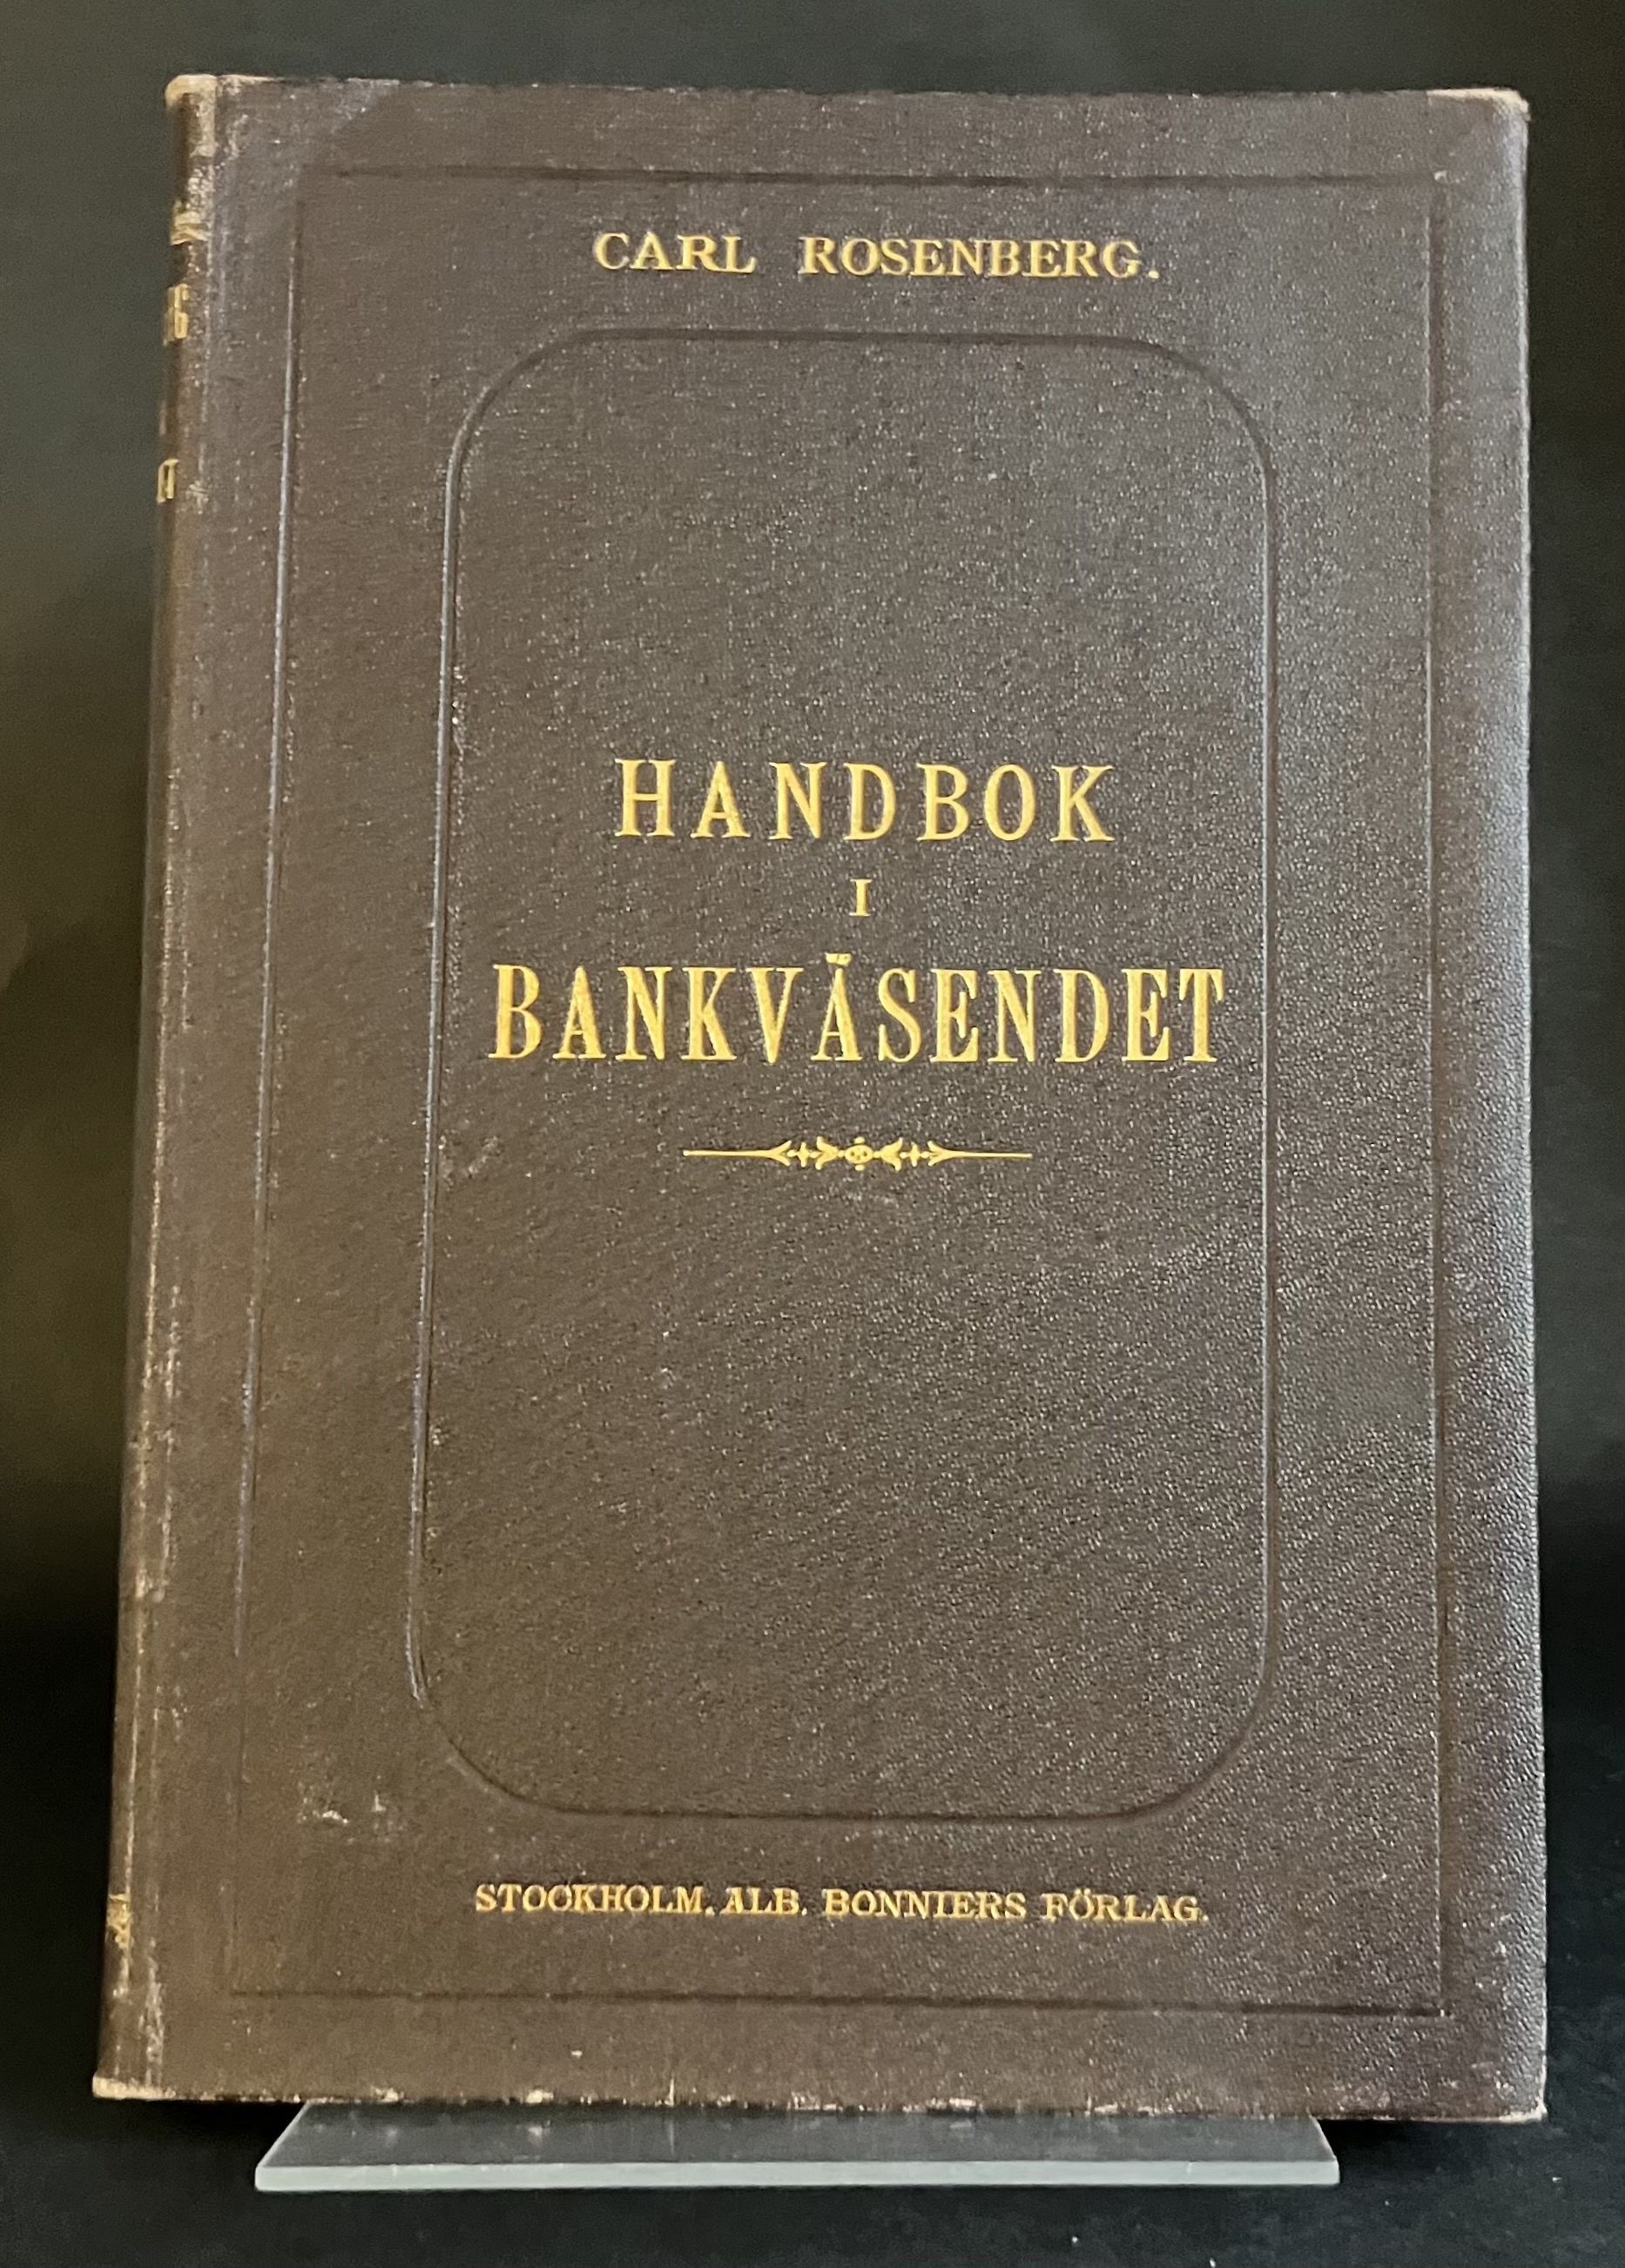 CARL ROSENBERG.
HANDBOK
I
BANKVÄSENDET
STOCKHOLM, ALB. BONNIERS FÖRLAG.